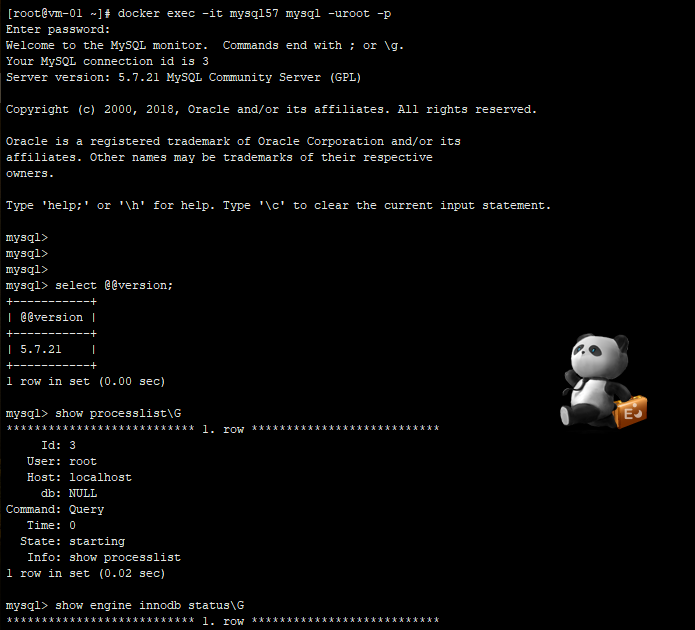 [root@vm-01 ~]# docker exec -it mysql57 mysql -uroot -p
Enter password:
Welcome to the MySQL monitor.  Commands end with ; or \g.
Your MySQL connection id is 3
Server version: 5.7.21 MySQL Community Server (GPL)

Copyright (c) 2000, 2018, Oracle and/or its affiliates. All rights reserved.

Oracle is a registered trademark of Oracle Corporation and/or its
affiliates. Other names may be trademarks of their respective
owners.

Type 'help;' or '\h' for help. Type '\c' to clear the current input statement.

mysql>
mysql>
mysql>
mysql> select @@version;
+-----------+
| @@version |
+-----------+
| 5.7.21    |
+-----------+
1 row in set (0.00 sec)

mysql> show processlist\G
*************************** 1. row ***************************
     Id: 3
   User: root
   Host: localhost
     db: NULL
Command: Query
   Time: 0
  State: starting
   Info: show processlist
1 row in set (0.02 sec)

mysql> show engine innodb status\G
*************************** 1. row ***************************
E